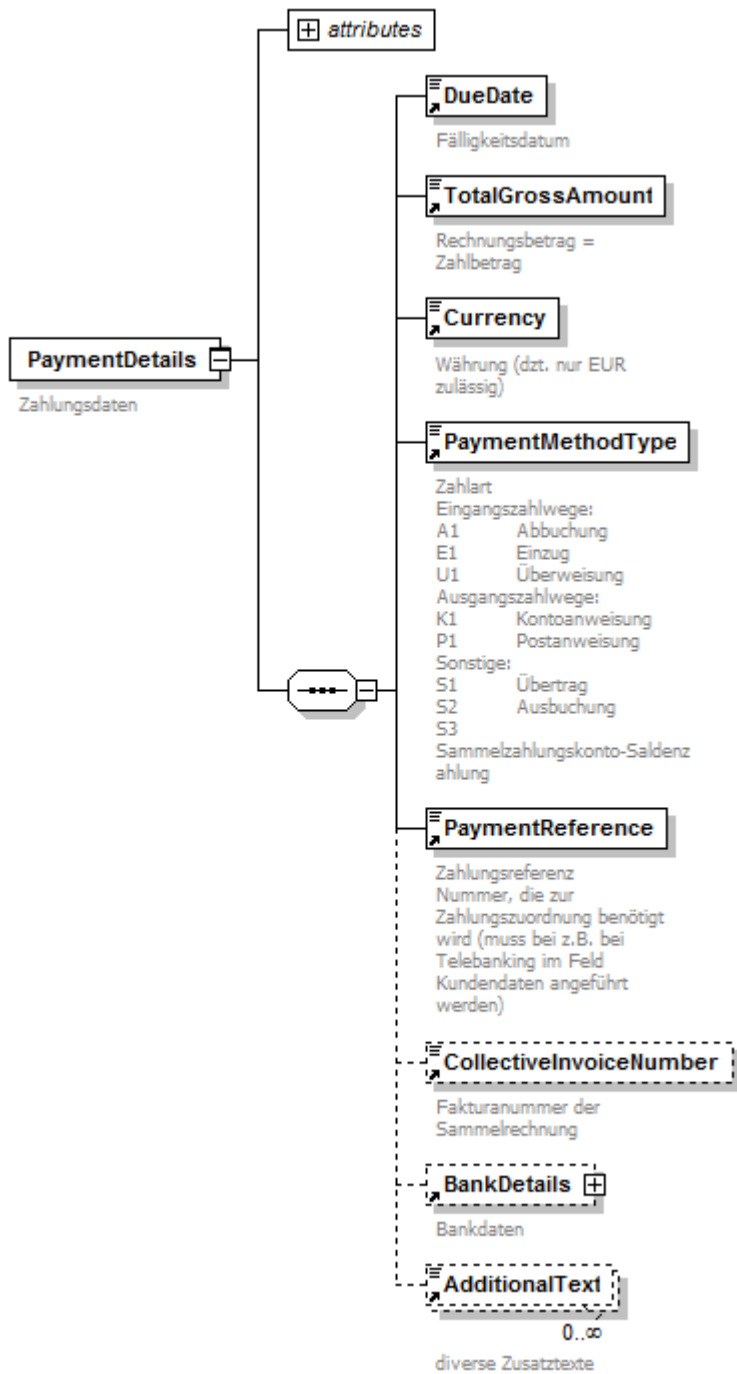 attributes
DueDate
Fälligkeitsdatum
TotalGrossAmount
Rechnungsbetrag =
Zahlbetrag
Currency
Währung (dzt. nur EUR
zulässig)
PaymentDetails
Zahlungsdaten
PaymentMethodType
Zahlart
Eingangszahlwege:
A1 Abbuchung
E1 Einzug
U1 Überweisung
Ausgangszahlwege:
K1 Kontoanweisung
P1 Postanweisung
Sonstige:
S1 Übertrag
S2 Ausbuchung
S3
Sammelzahlungskonto-Saldenz
ahlung
PaymentReference
Zahlungsreferenz
Nummer, die zur
Zahlungszuordnung benötigt
wird (muss bei z.B. bei
Telebanking im Feld
Kundendaten angeführt
werden)
CollectiveInvoiceNumber
Fakturanummer der
Sammelrechnung
BankDetails
Bankdaten
AdditionalText
0..∞
diverse Zusatztexte